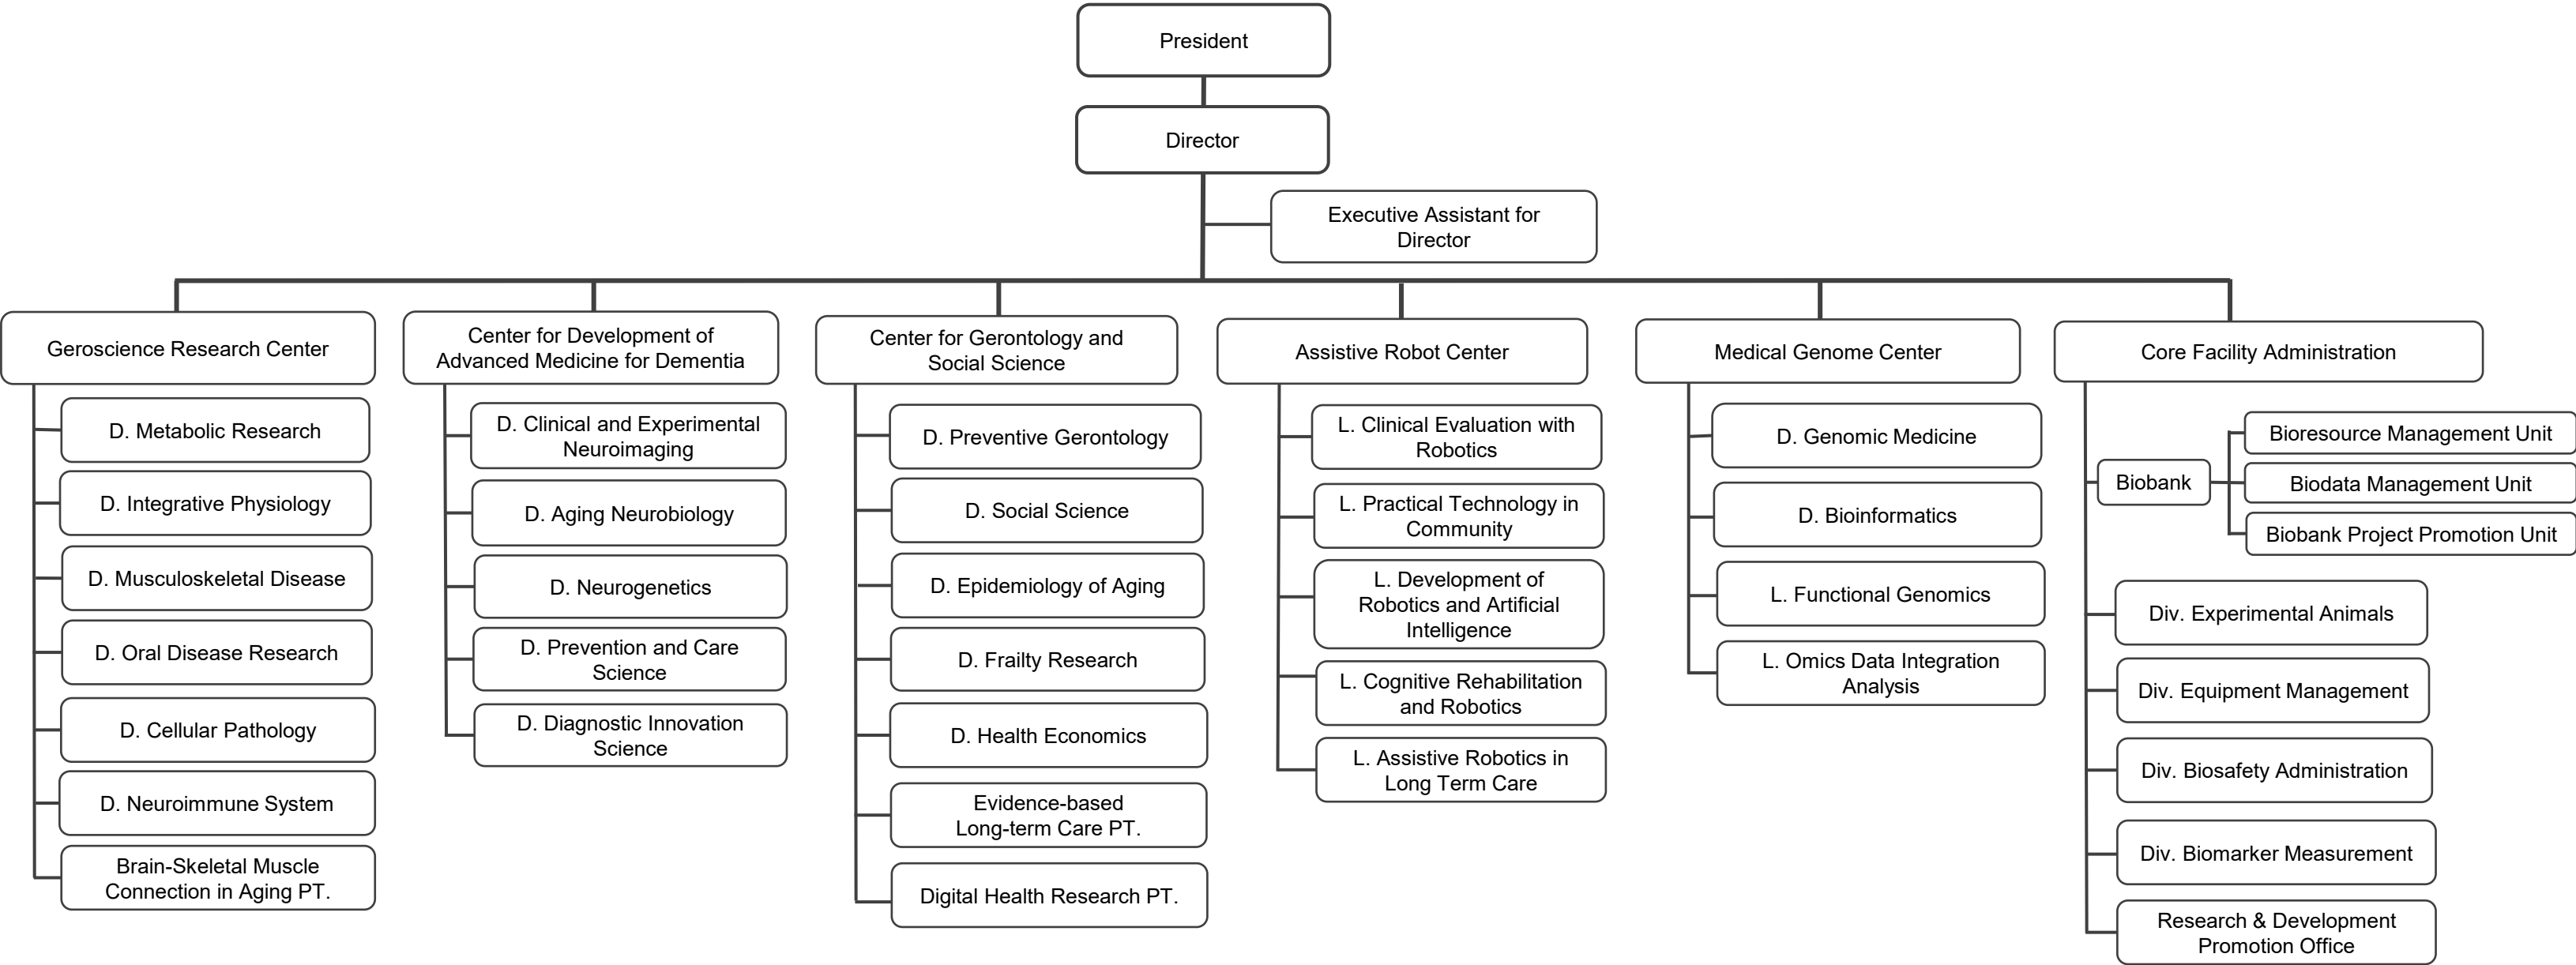 President
Director
Executive Assistant for
Director
Geroscience Research Center
D. Metabolic Research
D. Integrative Physiology
D. Musculoskeletal Disease
D. Oral Disease Research
D. Cellular Pathology
D. Neuroimmune System
Brain-Skeletal Muscle
Connection in Aging PT.
Center for Development of
Advanced Medicine for Dementia
D. Clinical and Experimental
Neuroimaging
D. Aging Neurobiology
D. Neurogenetics
D. Prevention and Care
Science
D. Diagnostic Innovation
Science
Center for Gerontology and
Social Science
D. Preventive Gerontology
D. Social Science
D. Epidemiology of Aging
D. Frailty Research
D. Health Economics
Evidence-based
Long-term Care PT.
Digital Health Research PT.
Assistive Robot Center
L. Clinical Evaluation with
Robotics
L. Practical Technology in
Community
L. Development of
Robotics and Artificial
Intelligence
L. Cognitive Rehabilitation
and Robotics
L. Assistive Robotics in
Long Term Care
Medical Genome Center
D. Genomic Medicine
D. Bioinformatics
L. Functional Genomics
L. Omics Data Integration
Analysis
Core Facility Administration
Biobank
Bioresource Management Unit
Biodata Management Unit
Biobank Project Promotion Unit
Div. Experimental Animals
Div. Equipment Management
Div. Biosafety Administration
Div. Biomarker Measurement
Research & Development
Promotion Office